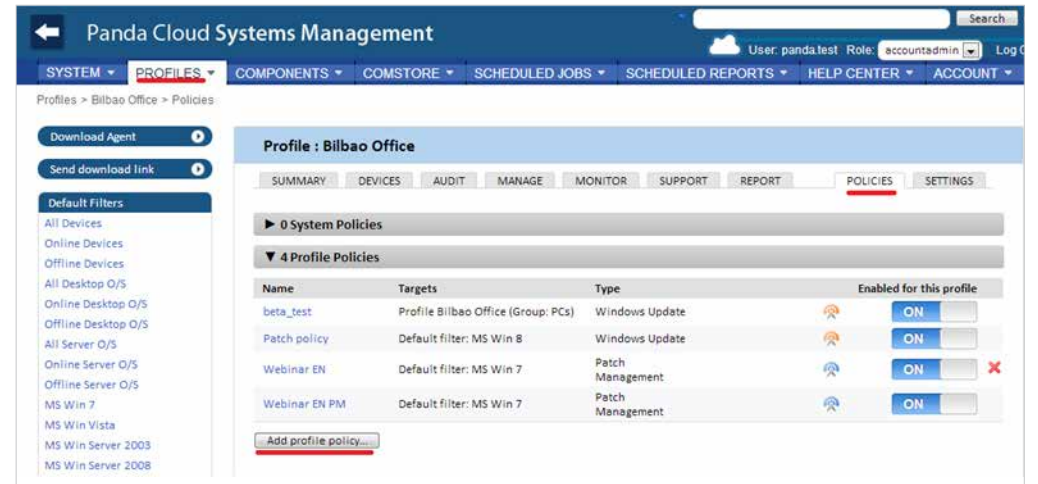 Panda Cloud Systems Management
Search
User: panda.test Role: accountadmin Log
SYSTEM PROFILES COMPONENTS COMSTORE SCHEDULED JOBS SCHEDULED REPORTS HELP CENTER ACCOUNT
Profiles > Bilbao Office > Policies
Download Agent
Send download link
Default Filters
All Devices
Online Devices
Offline Devices
All Desktop O/S
Online Desktop O/S
Offline Desktop O/S
All Server O/S
Online Server O/S
Offline Server O/S
MS Win 7
MS Win Vista
MS Win Server 2003
MS Win Server 2008
Profile : Bilbao Office
SUMMARY DEVICES AUDIT MANAGE MONITOR SUPPORT REPORT POLICIES SETTINGS
0 System Policies
4 Profile Policies
Name Targets Type Enabled for this profile
beta_test Profile Bilbao Office (Group: PCs) Windows Update ON
Patch policy Default filter: MS Win 8 Windows Update ON
Webinar EN Default filter: MS Win 7 Patch Management ON
Webinar EN PM Default filter: MS Win 7 Patch Management ON
Add profile policy...